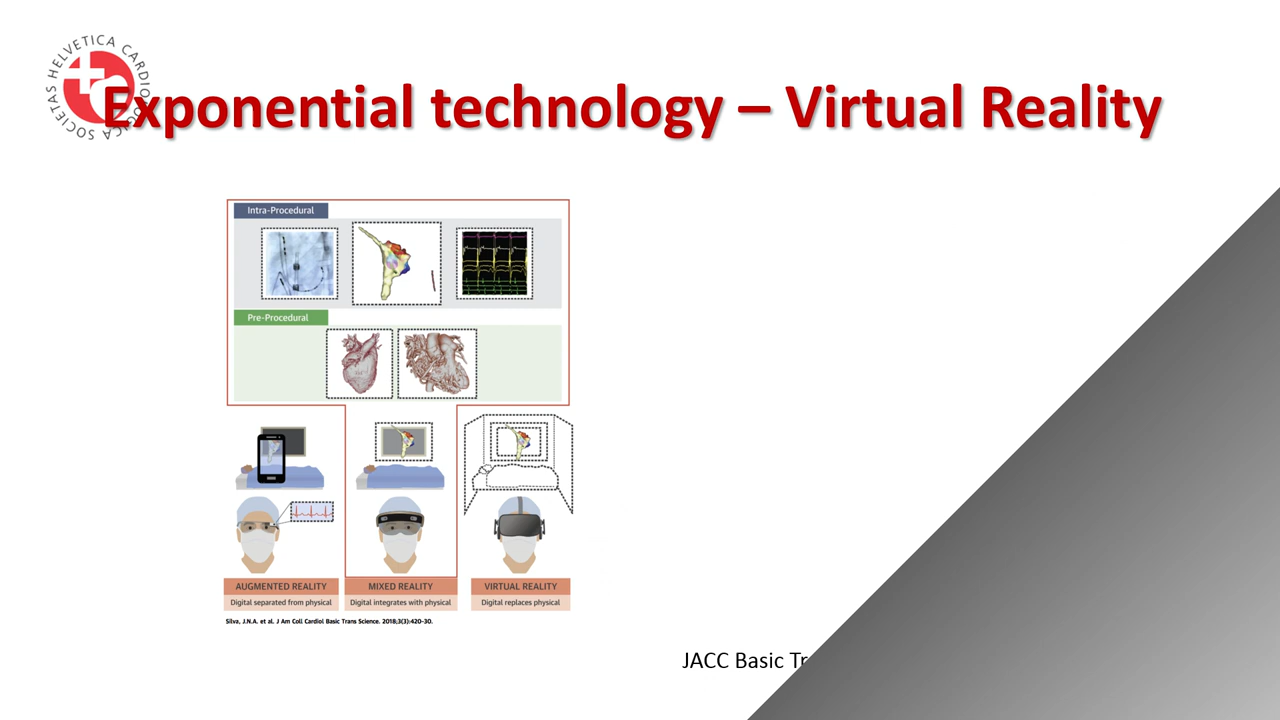 SOCIETAS HELVETICA CARDIOLOGICA
Exponential technology – Virtual Reality
Intra-Procedural
Pre-Procedural
AUGMENTED REALITY
Digital separated from physical
MIXED REALITY
Digital integrates with physical
VIRTUAL REALITY
Digital replaces physical
Silva, J.N.A. et al. J Am Coll Cardiol Basic Trans Science. 2018;3(3):420-30.
JACC Basic